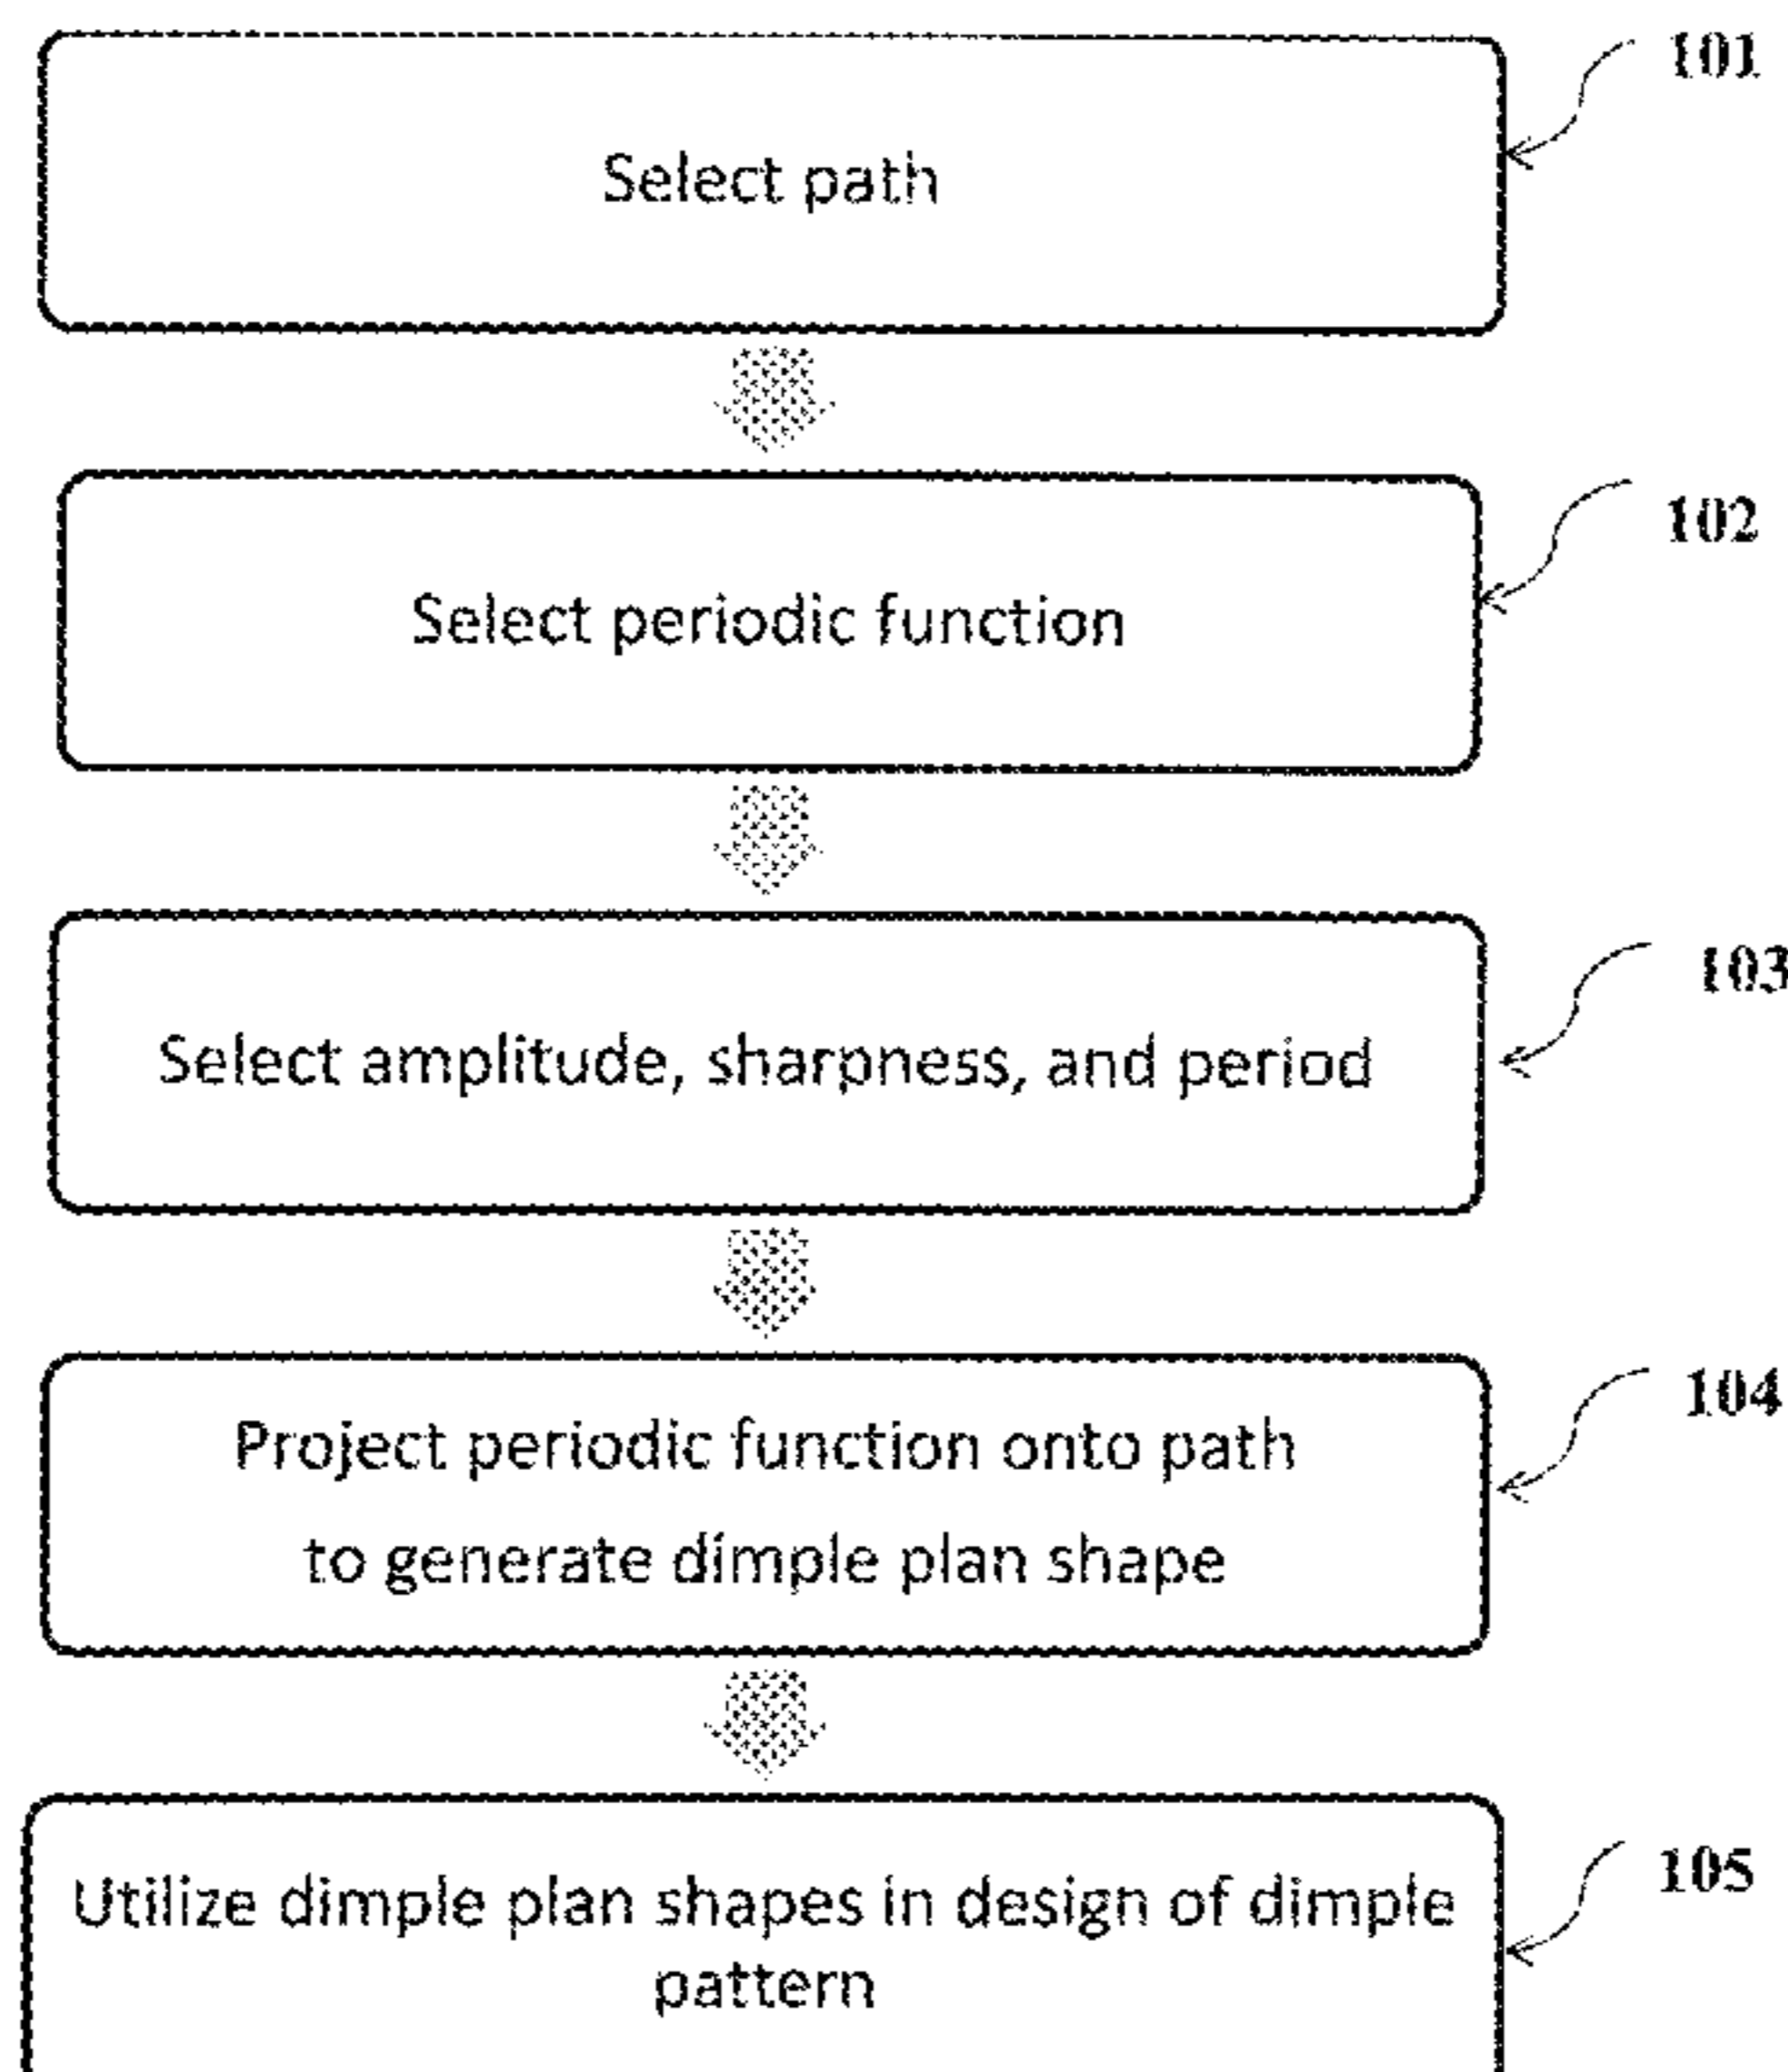 101
Select path
102
Select periodic function
103
Select amplitude, sharpness, and period
104
Project periodic function onto path
to generate dimple plan shape
105
Utilize dimple plan shapes in design of dimple
pattern